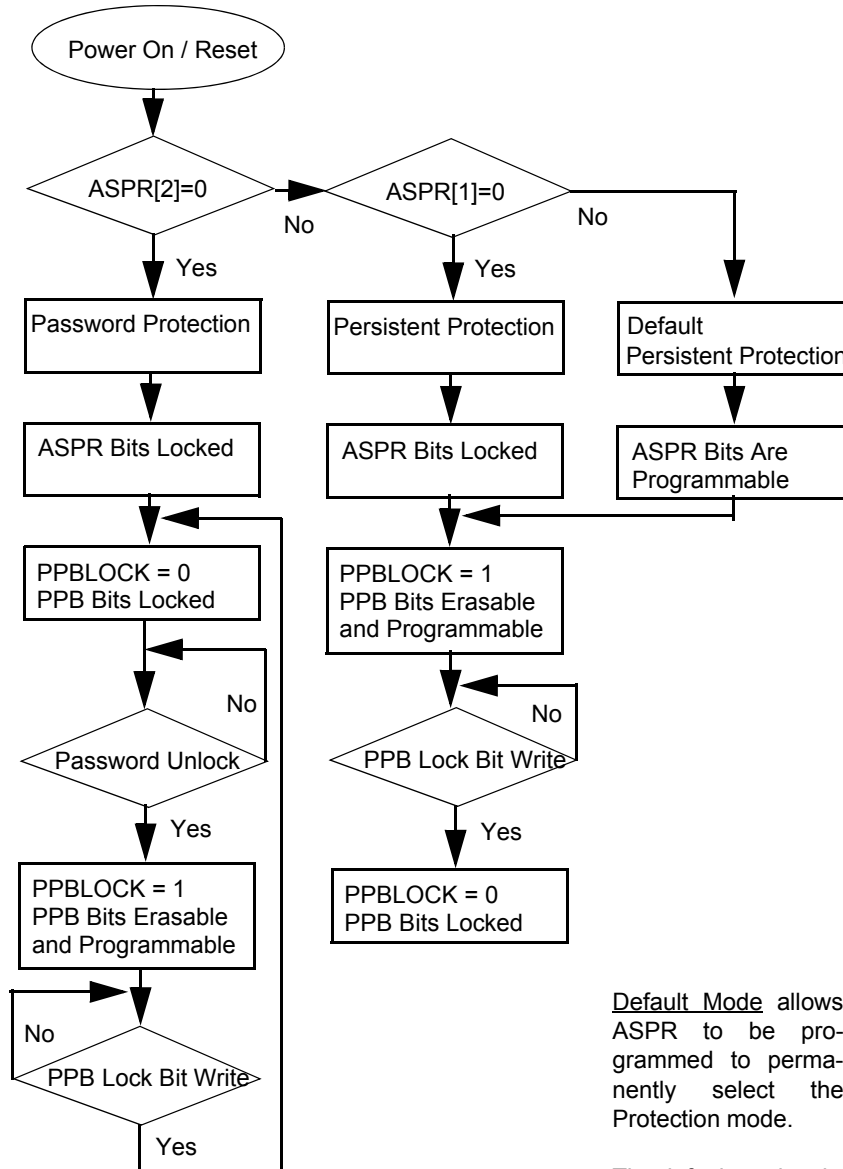 Power On / Reset
ASPR[2]=0
No
ASPR[1]=0
No
Yes
Yes
Password Protection
Persistent Protection
Default
Persistent Protection
ASPR Bits Locked
ASPR Bits Locked
ASPR Bits Are
Programmable
PPBLOCK = 0
PPB Bits Locked
PPBLOCK = 1
PPB Bits Erasable
and Programmable
No
Password Unlock
Yes
No
PPB Lock Bit Write
Yes
PPBLOCK = 1
PPB Bits Erasable
and Programmable
PPBLOCK = 0
PPB Bits Locked
No
PPB Lock Bit Write
Yes
Default Mode allows
ASPR to be pro-
grammed to perma-
nently select the
Protection mode.